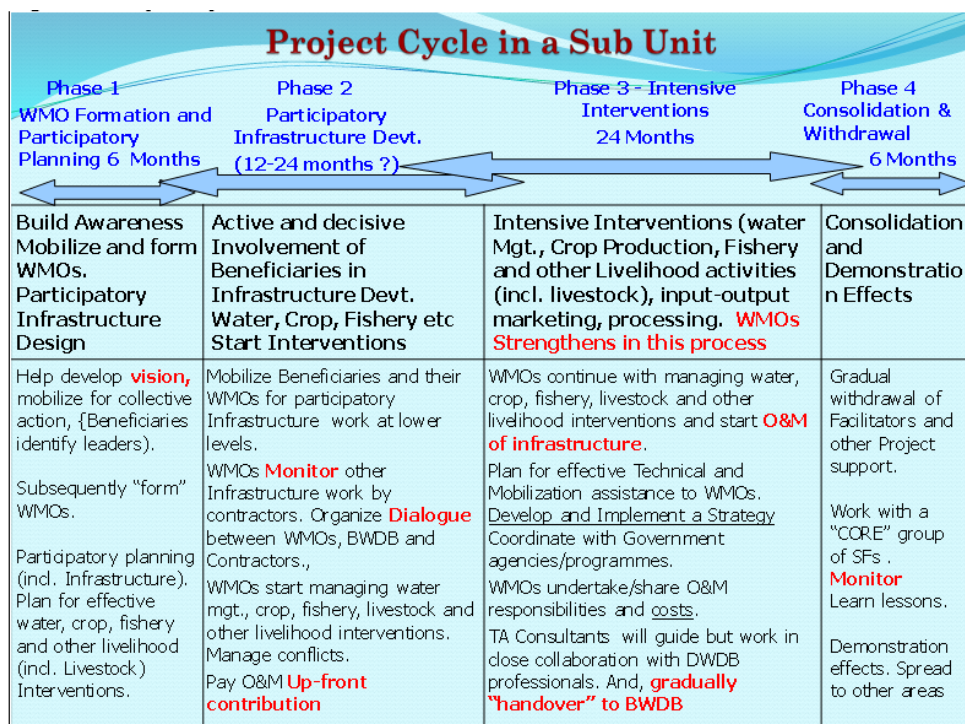 Project Cycle in a Sub Unit
Phase 1
WMO Formation and
Participatory
Planning 6 Months
Phase 2
Participatory
Infrastructure Devt.
(12-24 months ?)
Phase 3 - Intensive
Interventions
24 Months
Phase 4
Consolidation &
Withdrawal
6 Months
Build Awareness
Mobilize and form
WMOs.
Participatory
Infrastructure
Design
Active and decisive
Involvement of
Beneficiaries in
Infrastructure Devt.
Water, Crop, Fishery etc
Start Interventions
Intensive Interventions (water
Mgt., Crop Production, Fishery
and other Livelihood activities
(incl. livestock), input-output
marketing, processing. WMOs
Strengthens in this process
Consolidation
and
Demonstratio
n Effects
Help develop vision,
mobilize for collective
action, {Beneficiaries
identify leaders).
Subsequently "form"
WMOs.
Participatory planning
(incl. Infrastructure).
Plan for effective
water, crop, fishery
and other livelihood
(incl. Livestock)
Interventions.
Mobilize Beneficiaries and their
WMOs for participatory
Infrastructure work at lower
levels.
WMOs Monitor other
Infrastructure work by
contractors. Organize Dialogue
between WMOs, BWDB and
Contractors.,
WMOs start managing water
mgt., crop, fishery, livestock and
other livelihood interventions.
Manage conflicts.
Pay O&M Up-front
contribution
WMOs continue with managing water,
crop, fishery, livestock and other
livelihood interventions and start O&M
of infrastructure.
Plan for effective Technical and
Mobilization assistance to WMOs.
Develop and Implement a Strategy
Coordinate with Government
agencies/programmes.
WMOs undertake/share O&M
responsibilities and costs.
TA Consultants will guide but work in
close collaboration with DWDB
professionals. And, gradually
"handover" to BWDB
Gradual
withdrawal of
Facilitators and
other Project
support.
Work with a
"CORE" group
of SFs .
Monitor
Learn lessons.
Demonstration
effects. Spread
to other areas